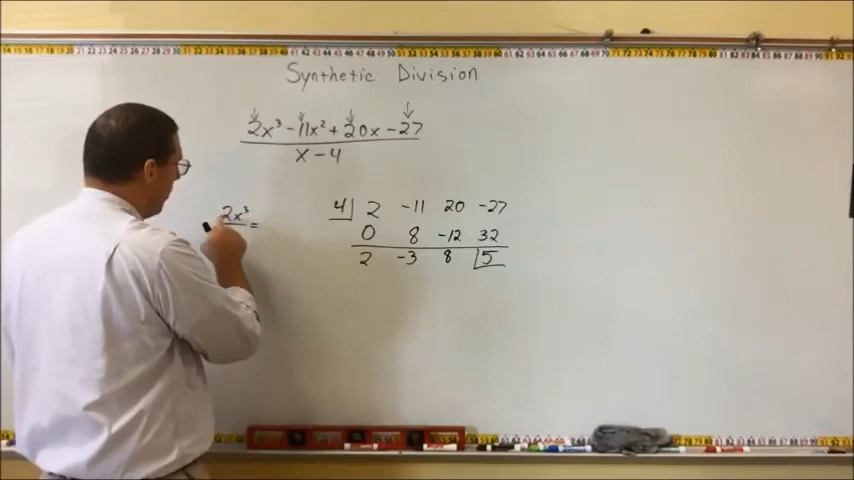 Synthetic Division
2x³ - 11x² + 20x - 27
x - 4
2x³ =
4 2 -11 20 -27
0 8 -12 32
2 -3 8 5